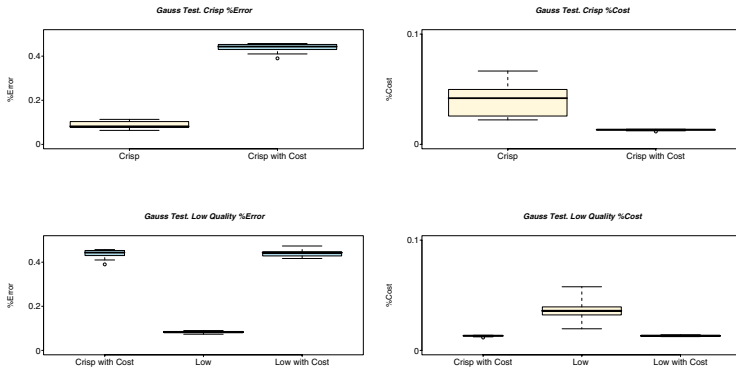 Gauss Test. Crisp %Error
%Error
0.4
0.2
0
Crisp
Crisp with Cost
Gauss Test. Crisp %Cost
%Cost
0.1
0
Crisp
Crisp with Cost
Gauss Test. Low Quality %Error
%Error
0.4
0.2
0
Crisp with Cost
Low
Low with Cost
Gauss Test. Low Quality %Cost
%Cost
0.1
0
Crisp with Cost
Low
Low with Cost